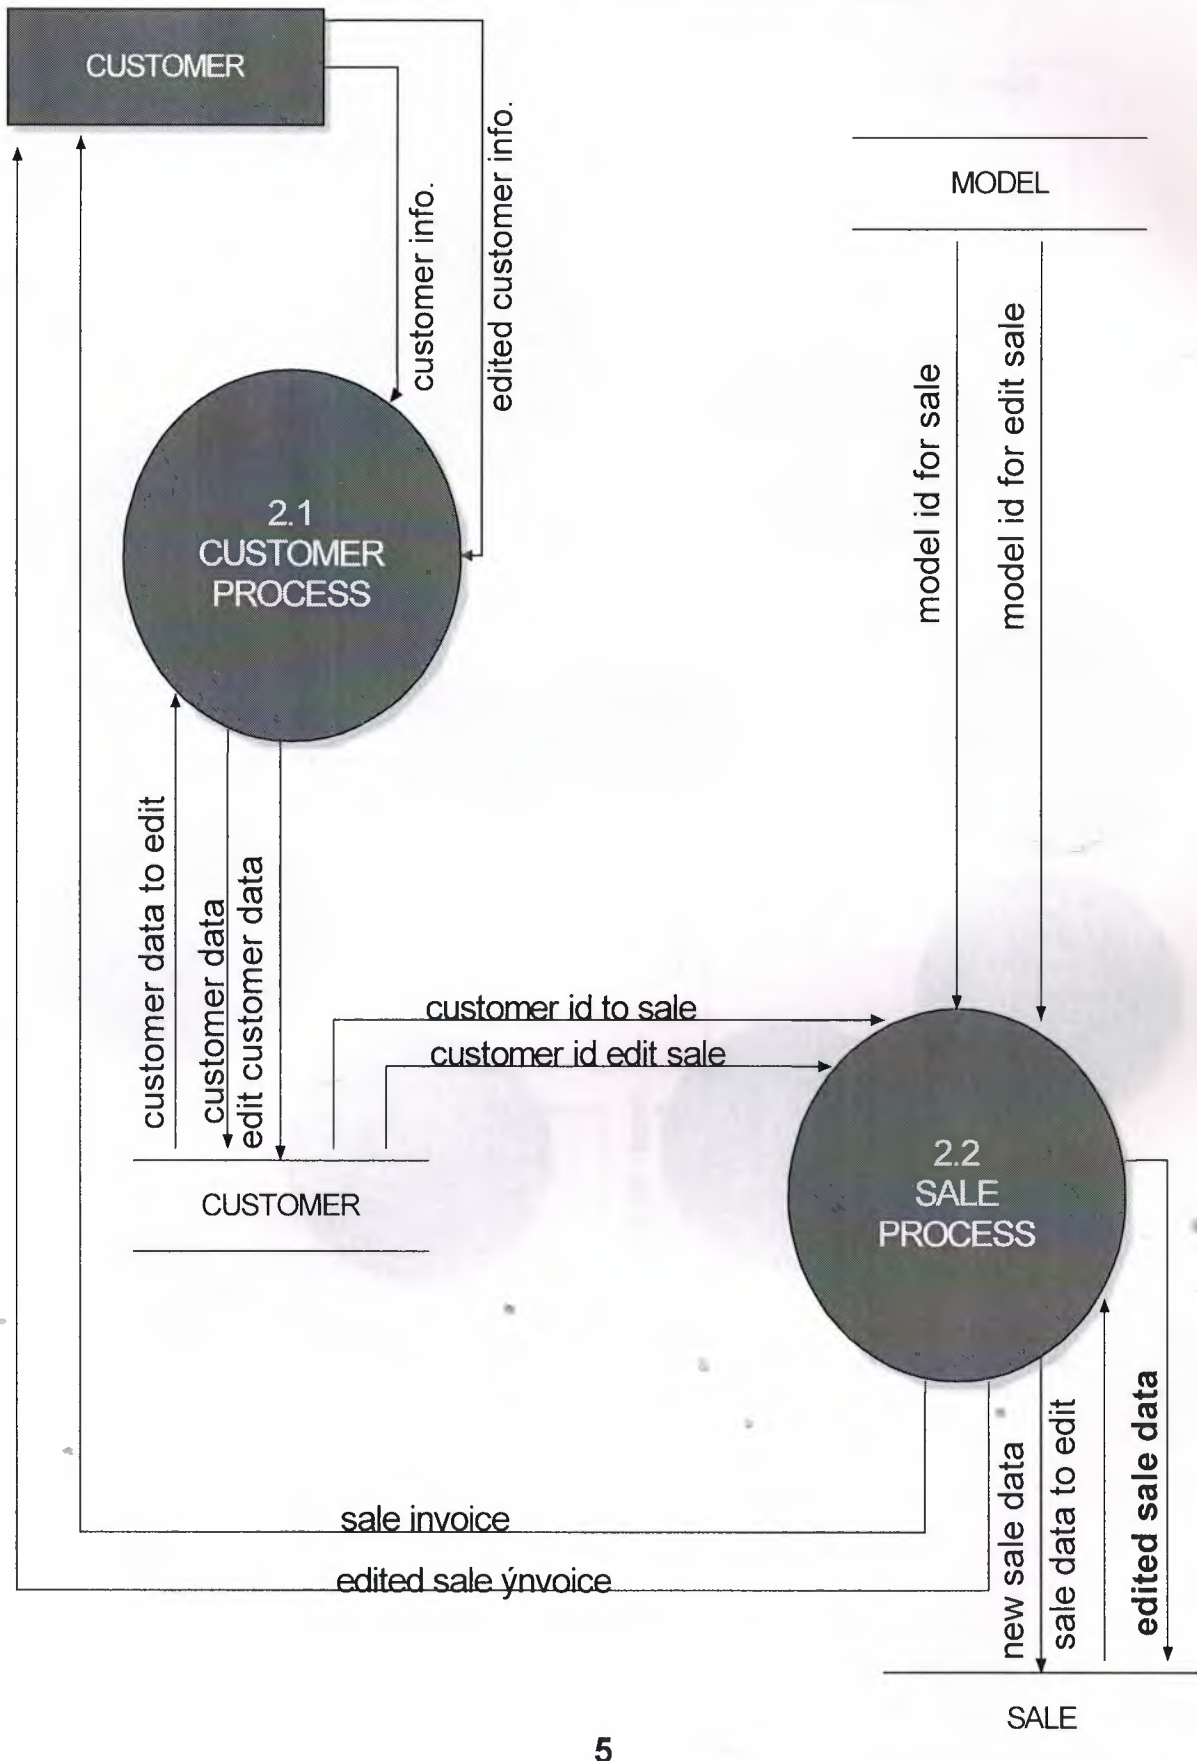 CUSTOMER
customer info.
edited customer info.
MODEL
model id for sale
model id for edit sale
2.1
CUSTOMER
PROCESS
customer data to edit
customer data
edit customer data
customer id to sale
customer id edit sale
CUSTOMER
2.2
SALE
PROCESS
sale invoice
edited sale ýnvoice
new sale data
sale data to edit
edited sale data
SALE
5